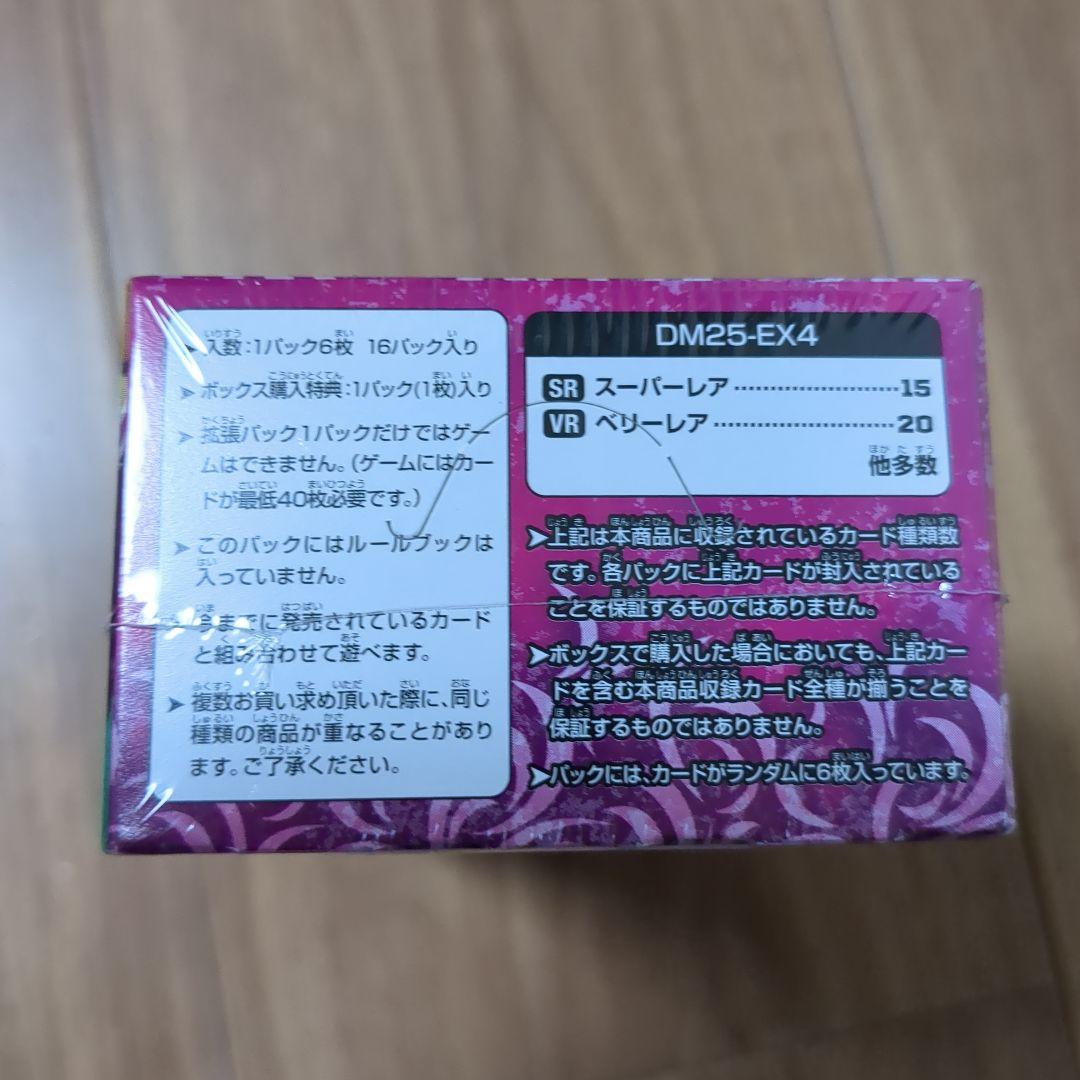 入数:1パック6枚 16パック入り
ボックス購入特典:1パック(1枚)入り
拡張パック1パックだけではゲー
ムはできません。(ゲームにはカー
ドが最低40枚必要です。)
このパックにはルールブックは
入っていません。
今までに発売されているカード
と組み合わせて遊べます。
複数お買い求め頂いた際に、同じ
種類の商品が重なることがあり
ます。ご了承ください。
DM25-EX4
SR スーパーレア 15
VR ベリーレア 20
他多数
上記は本商品に収録されているカード種類数
です。各パックに上記カードが封入されている
ことを保証するものではありません。
ボックスで購入した場合においても、上記カー
ドを含む本商品収録カード全種が揃うことを
保証するものではありません。
パックには、カードがランダムに6枚入っています。